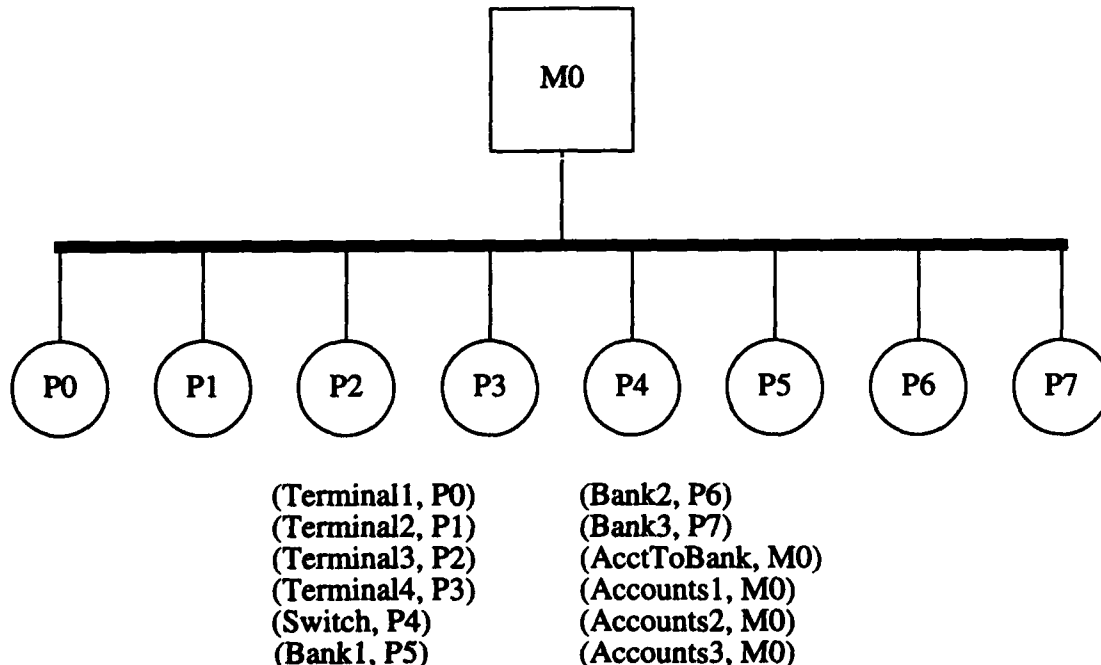 M0
P0 P1 P2 P3 P4 P5 P6 P7
(Terminal1, P0)
(Terminal2, P1)
(Terminal3, P2)
(Terminal4, P3)
(Switch, P4)
(Bank1, P5)
(Bank2, P6)
(Bank3, P7)
(AcctToBank, M0)
(Accounts1, M0)
(Accounts2, M0)
(Accounts3, M0)